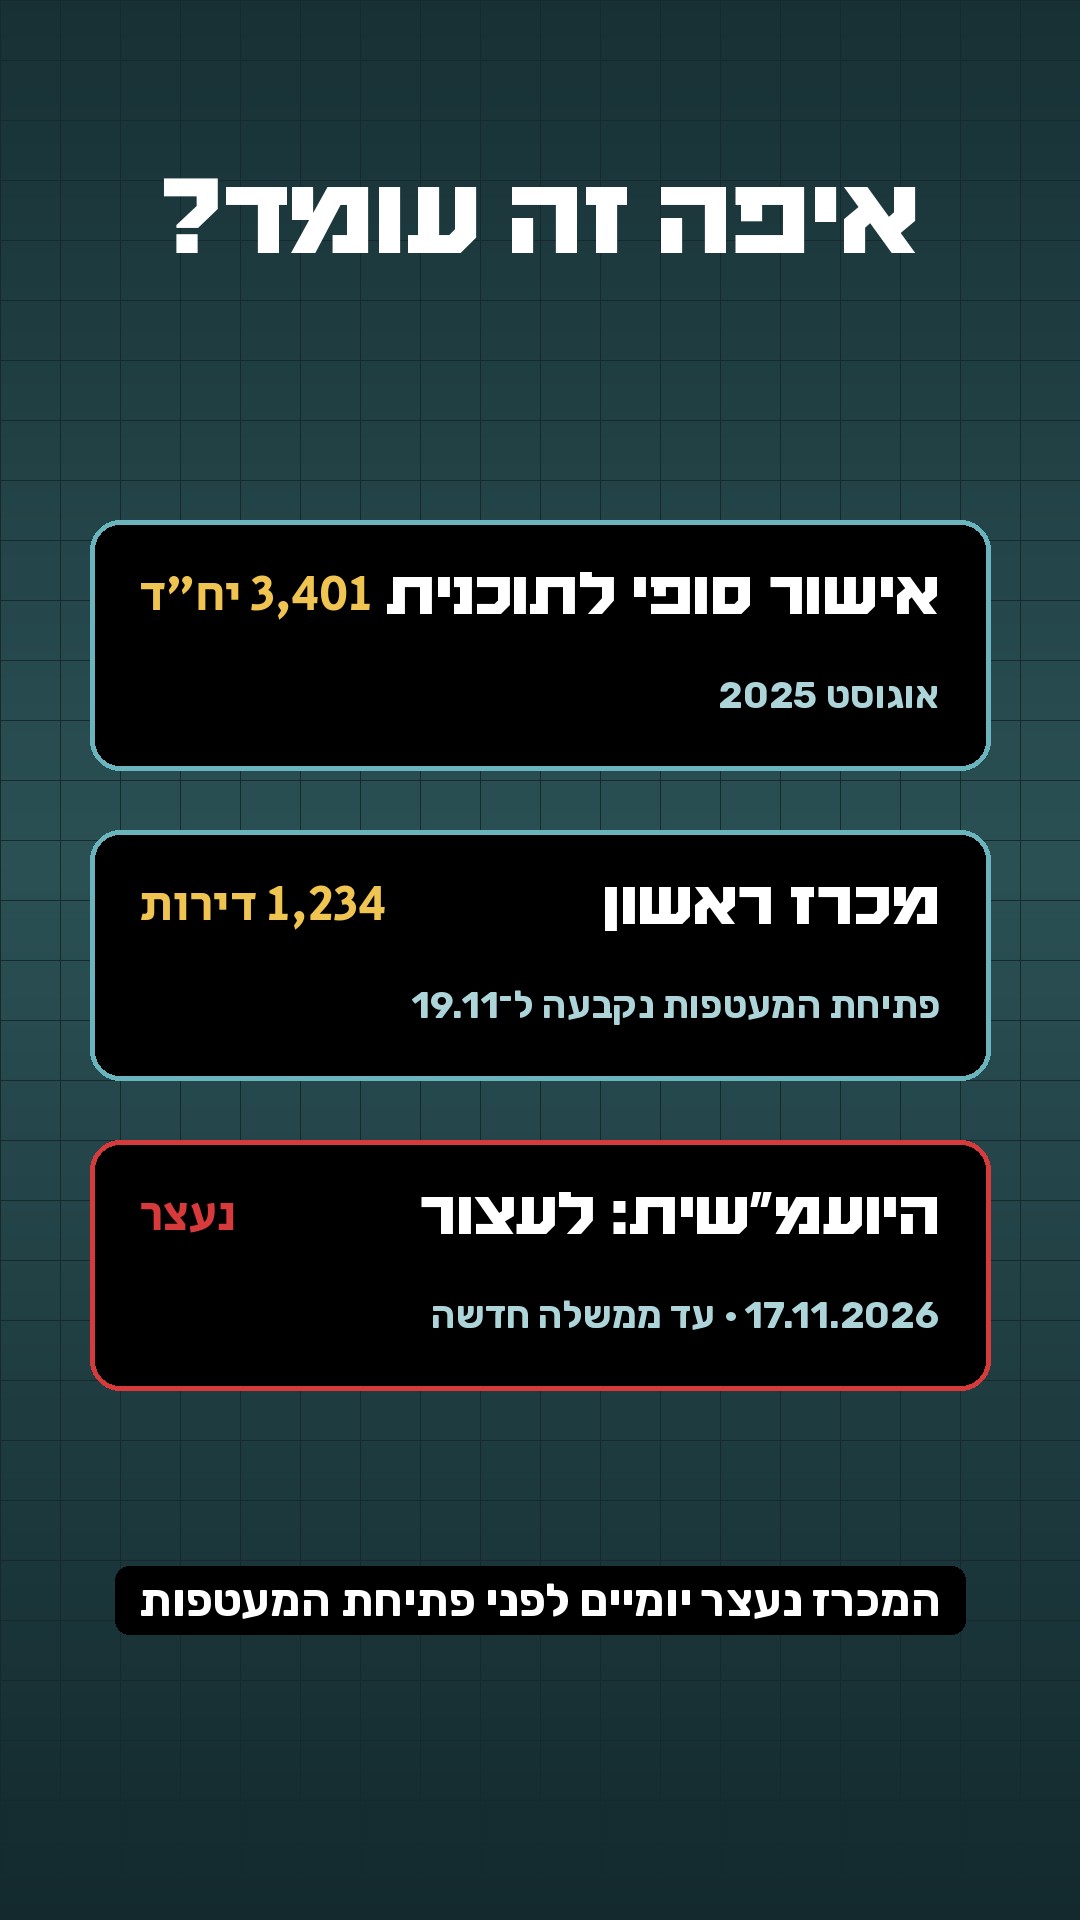 איפה זה עומד?
אישור סופי לתוכנית 3,401 יח״ד
אוגוסט 2025
מכרז ראשון 1,234 דירות
פתיחת המעטפות נקבעה ל־19.11
היועמ"שית: לעצור נעצר
17.11.2026 • עד ממשלה חדשה
המכרז נעצר יומיים לפני פתיחת המעטפות